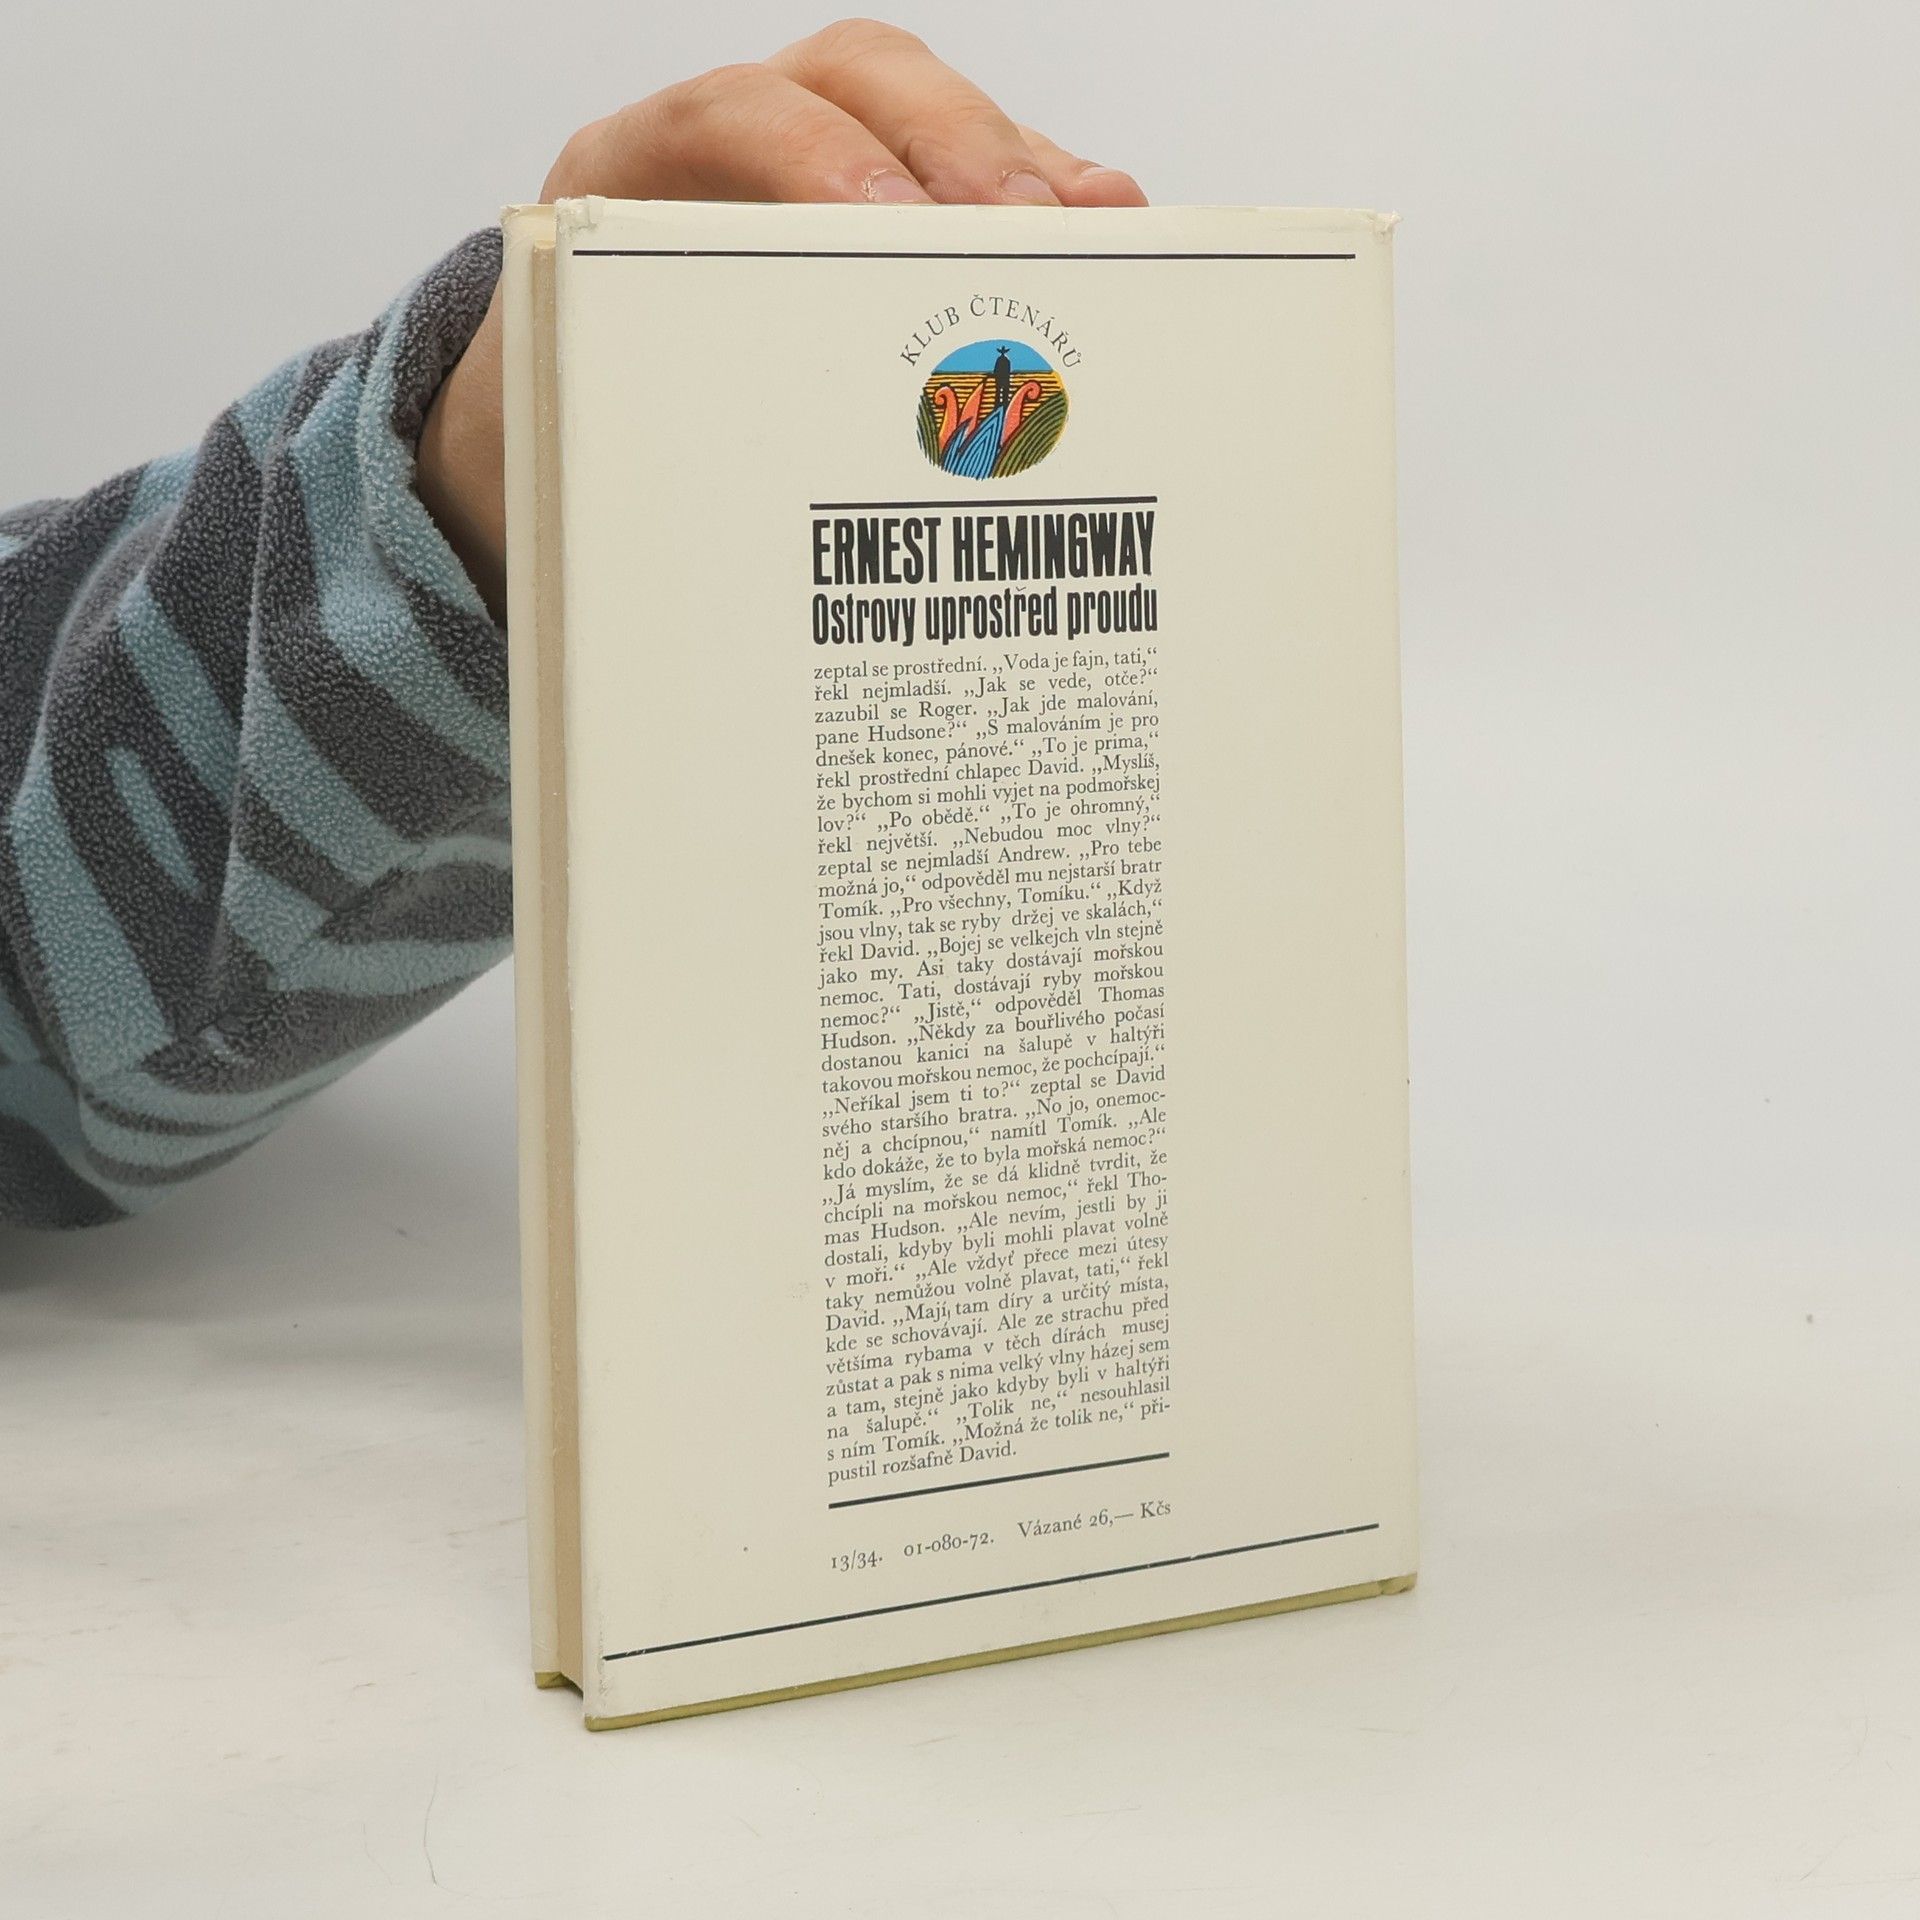 KLUB ČTENÁŘŮ
ERNEST HEMINGWAY
Ostrovy uprostřed proudu
zeptal se prostřední. „Voda je fajn, tati,“
řekl nejmladší. „Jak se vede, otče?“
zazubil se Roger. „Jak jde malování,
pane Hudsone?“ „S malováním je pro
dnešek konec, pánové.“ „To je príma,“
řekl prostřední chlapec David. „Myslíš,
že bychom si mohli vyjet na podmořskej
lov?“ „Po obědě.“ „To je ohromný,“
řekl největší. „Nebudou moc vlny?“
zeptal se nejmladší Andrew. „Pro tebe
možná jo,“ odpověděl mu nejstarší bratr
Tomík. „Pro všechny, Tomíku.“ „Když
jsou vlny, tak se ryby držej ve skalách,“
řekl David. „Bojej se velkejch vln stejně
jako my. Asi taky dostávají mořskou
nemoc. Tati, dostávají ryby mořskou
nemoc?“ „Jistě,“ odpověděl Thomas
Hudson. „Někdy za bouřlivého počasí
dostanou kanici na šalupě v haltýři
takovou mořskou nemoc, že pochcípají.“
„Neříkal jsem ti to?“ zeptal se David
svého staršího bratra. „No jo, onemoc-
něj a chcípnou,“ namítl Tomík. „Ale
kdo dokáže, že to byla mořská nemoc?“
„Já myslím, že se dá klidně tvrdit, že
chcípli na mořskou nemoc,“ řekl Tho-
mas Hudson. „Ale nevím, jestli by ji
dostali, kdyby byli mohli plavat volně
v moři.“ „Ale vždyť přece mezi útesy
taky nemůžou volně plavat, tati,“ řekl
David. „Mají tam díry a určitý místa,
kde se schovávají. Ale ze strachu před
většíma rybama v těch dírách musej
zůstat a pak s nima velký vlny házej sem
a tam, stejně jako kdyby byli v haltýři
na šalupě.“ „Tolik ne,“ nesouhlasil
s ním Tomík. „Možná že tolik ne,“ při-
pustil rozšafně David.
13/34. 01-080-72. Vázané 26,— Kčs